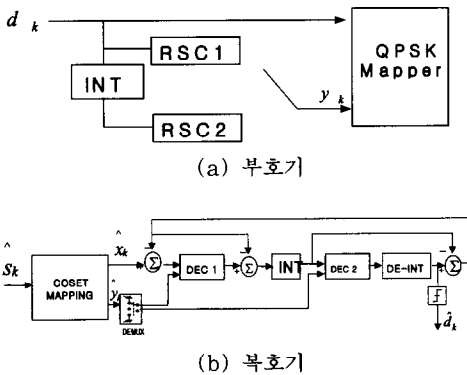 d k
RSC1
INT
RSC2
y k
QPSK
Mapper
(a) 부호기
ŝk
COSET
MAPPING
x̂k
ŷ
DEMUX
Σ
DEC 1
Σ
INT
DEC 2
DE-INT
Σ
d̂k
(b) 복호기